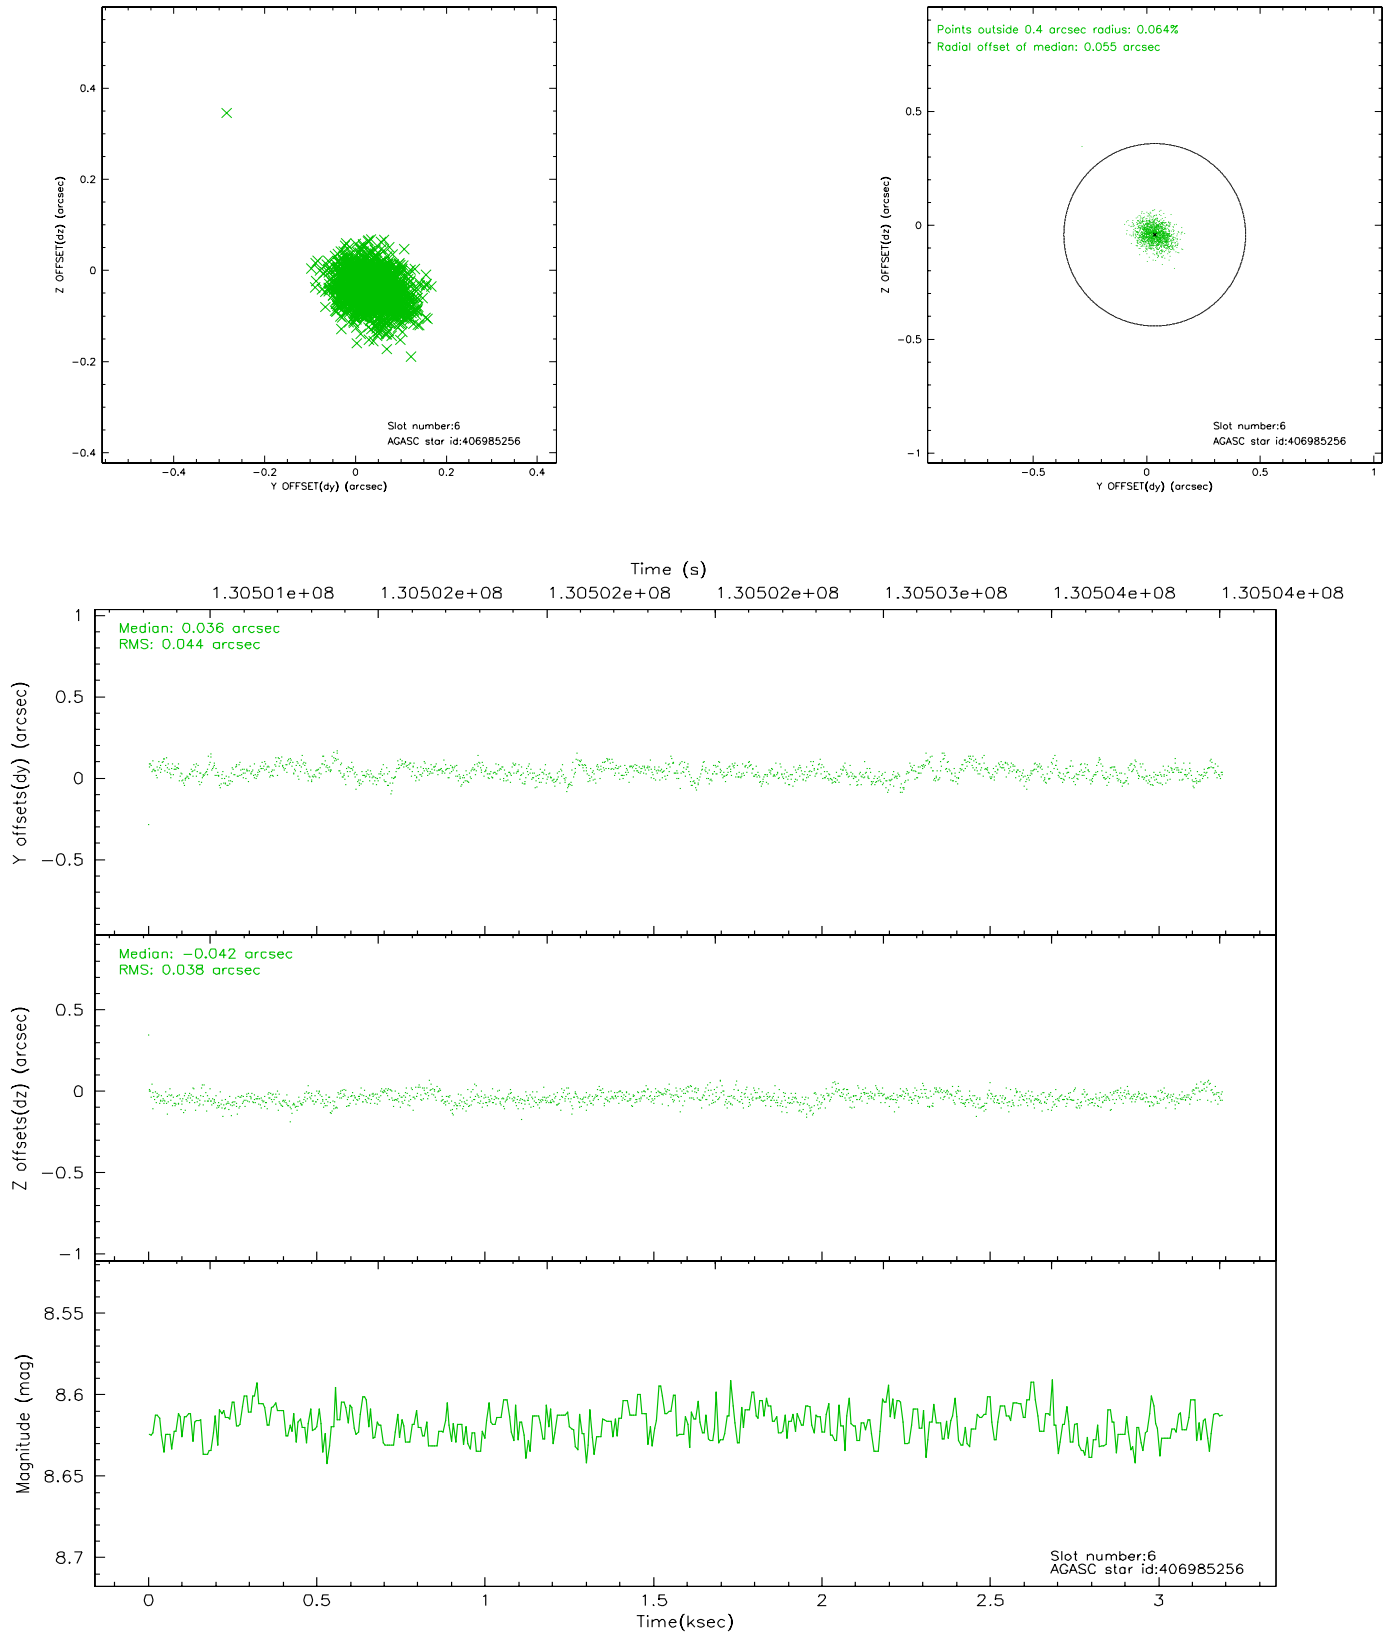 0.4
0.2
0
−0.2
−0.4
Z OFFSET(dz) (arcsec)
Slot number:6
AGASC star id:406985256
−0.4 −0.2 0 0.2 0.4
Y OFFSET(dy) (arcsec)
Points outside 0.4 arcsec radius: 0.064%
Radial offset of median: 0.055 arcsec
0.5
0
−0.5
−1
Z OFFSET(dz) (arcsec)
Slot number:6
AGASC star id:406985256
−0.5 0 0.5 1
Y OFFSET(dy) (arcsec)
Time (s)
1.30501e+08 1.30502e+08 1.30502e+08 1.30502e+08 1.30503e+08 1.30504e+08 1.30504e+08
Median: 0.036 arcsec
RMS: 0.044 arcsec
1
0.5
0
−0.5
Y offsets(dy) (arcsec)
Median: −0.042 arcsec
RMS: 0.038 arcsec
0.5
0
−0.5
−1
Z offsets(dz) (arcsec)
8.55
8.6
8.65
8.7
Magnitude (mag)
Slot number:6
AGASC star id:406985256
0 0.5 1 1.5 2 2.5 3
Time(ksec)